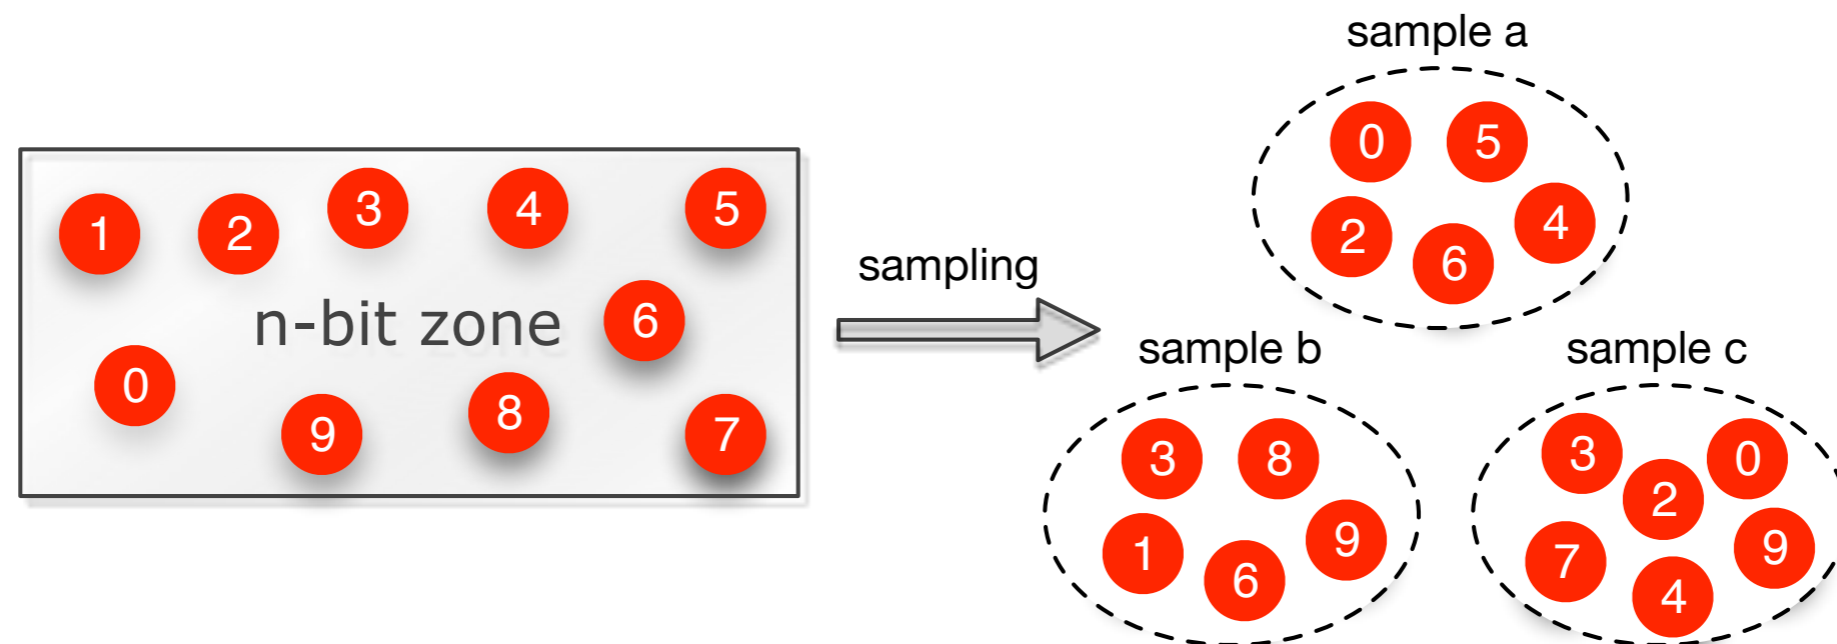 sample a
0 5
2 6 4
1 2 3 4 5
n-bit zone 6
0 9 8 7
sampling
sample b
3 8
1 6 9
sample c
3 2 0
7 4 9